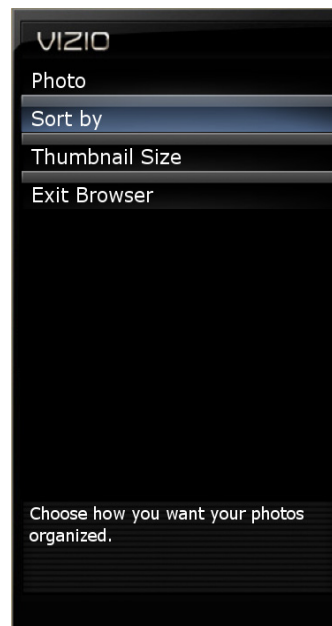 VIZIO
Photo
Sort by
Thumbnail Size
Exit Browser
Choose how you want your photos
organized.